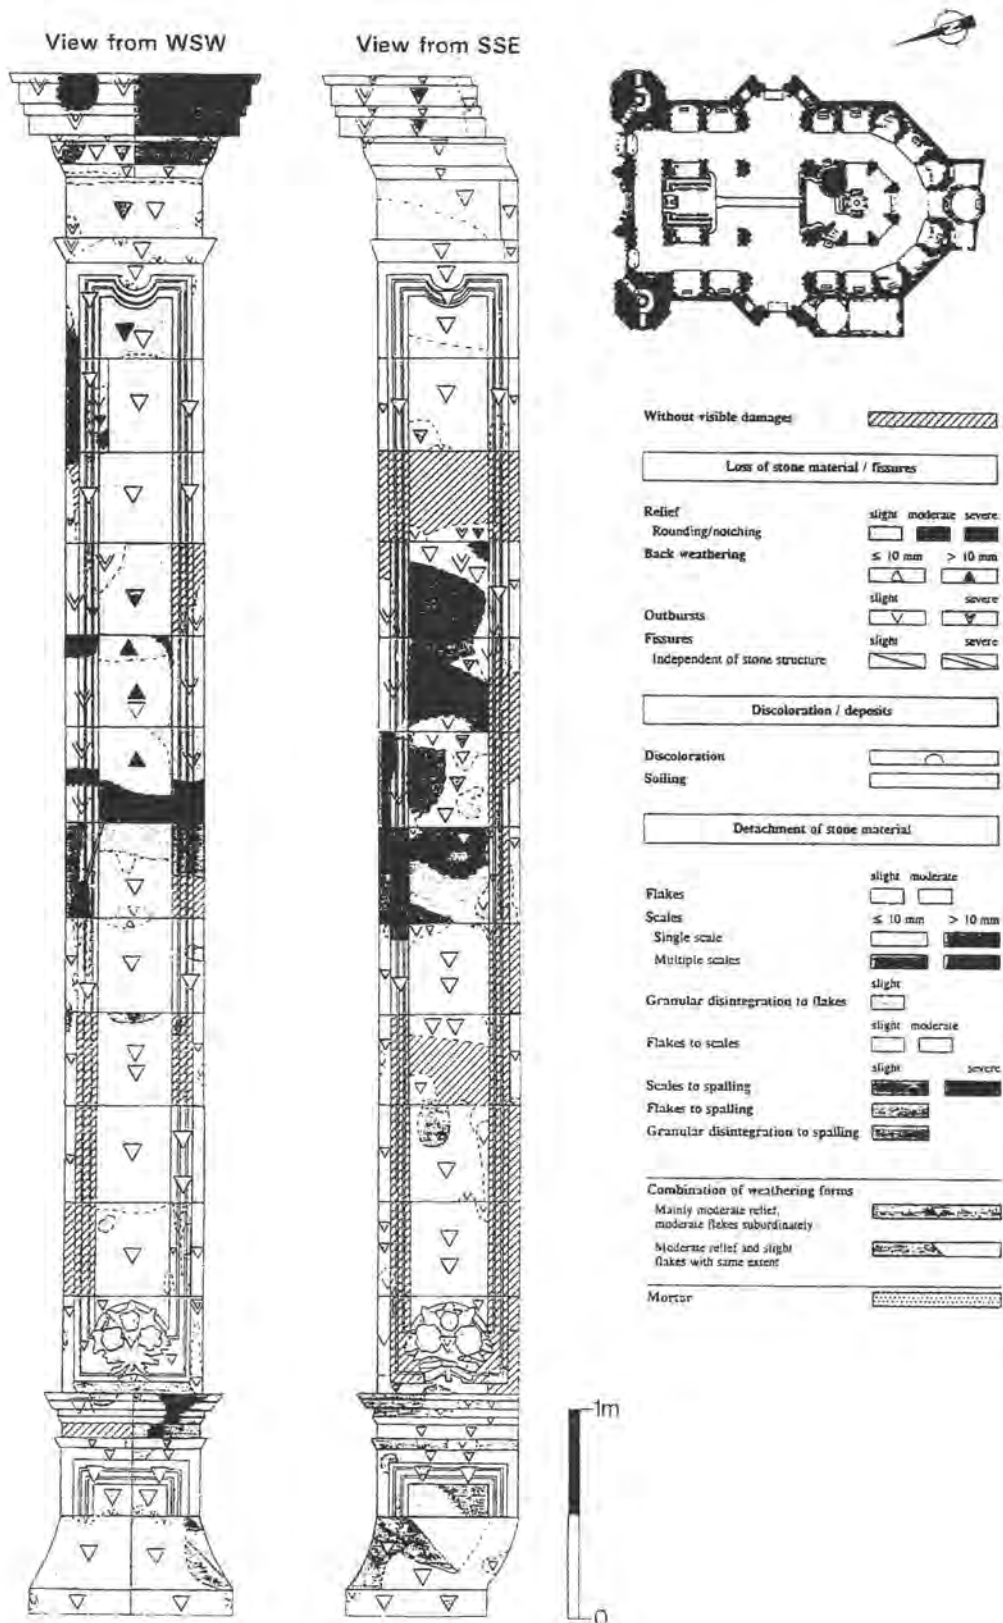 View from WSW
View from SSE
Without visible damages
Loss of stone material / fissures
Relief slight moderate severe
Rounding/notching
Back weathering ≤ 10 mm > 10 mm
slight severe
Outbursts
Fissures slight severe
Independent of stone structure
Discoloration / deposits
Discoloration
Soiling
Detachment of stone material
slight moderate
Flakes
Scales ≤ 10 mm > 10 mm
Single scale
Multiple scales
slight
Granular disintegration to flakes
slight moderate
Flakes to scales
slight severe
Scales to spalling
Flakes to spalling
Granular disintegration to spalling
Combination of weathering forms
Mainly moderate relief,
moderate flakes subordinately
Moderate relief and slight
flakes with same extent
Mortar
1m
0